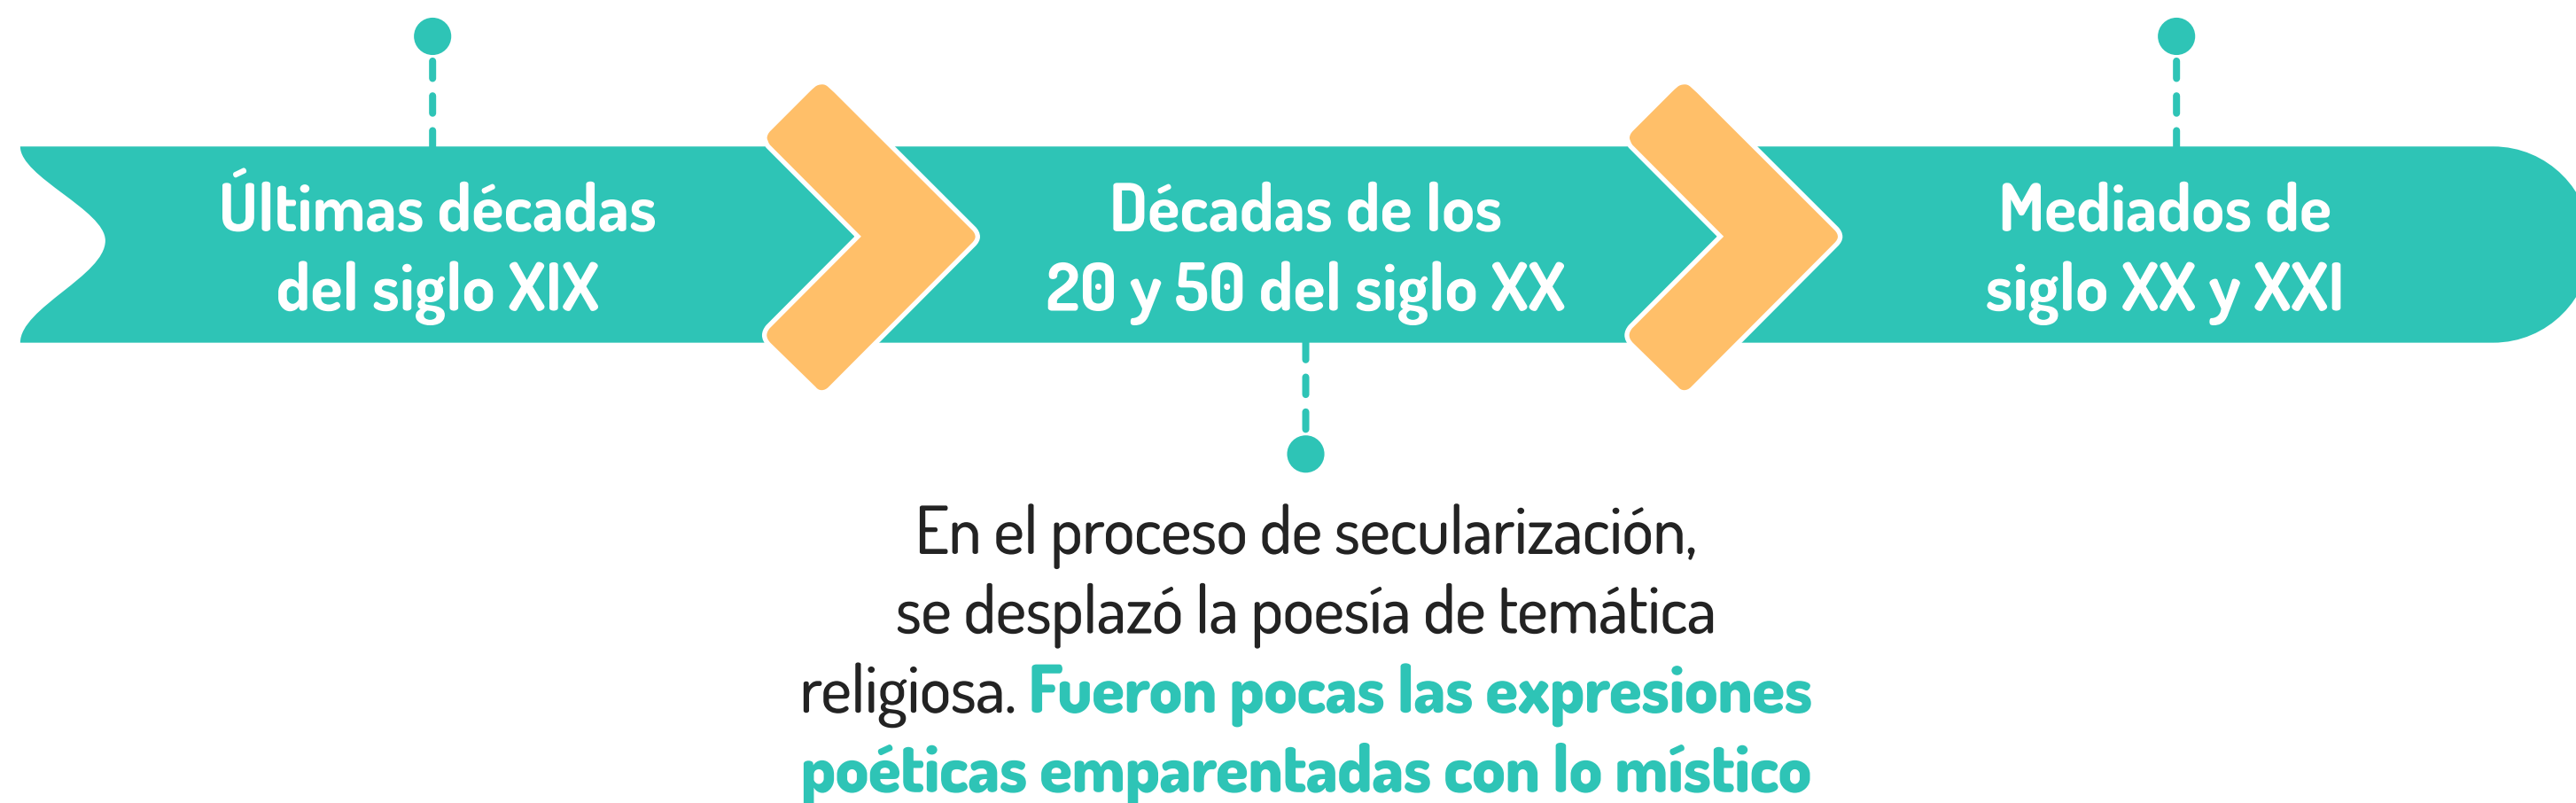 Últimas décadas
del siglo XIX
Décadas de los
20 y 50 del siglo XX
Mediados de
siglo XX y XXI
En el proceso de secularización,
se desplazó la poesía de temática
religiosa. Fueron pocas las expresiones
poéticas emparentadas con lo místico